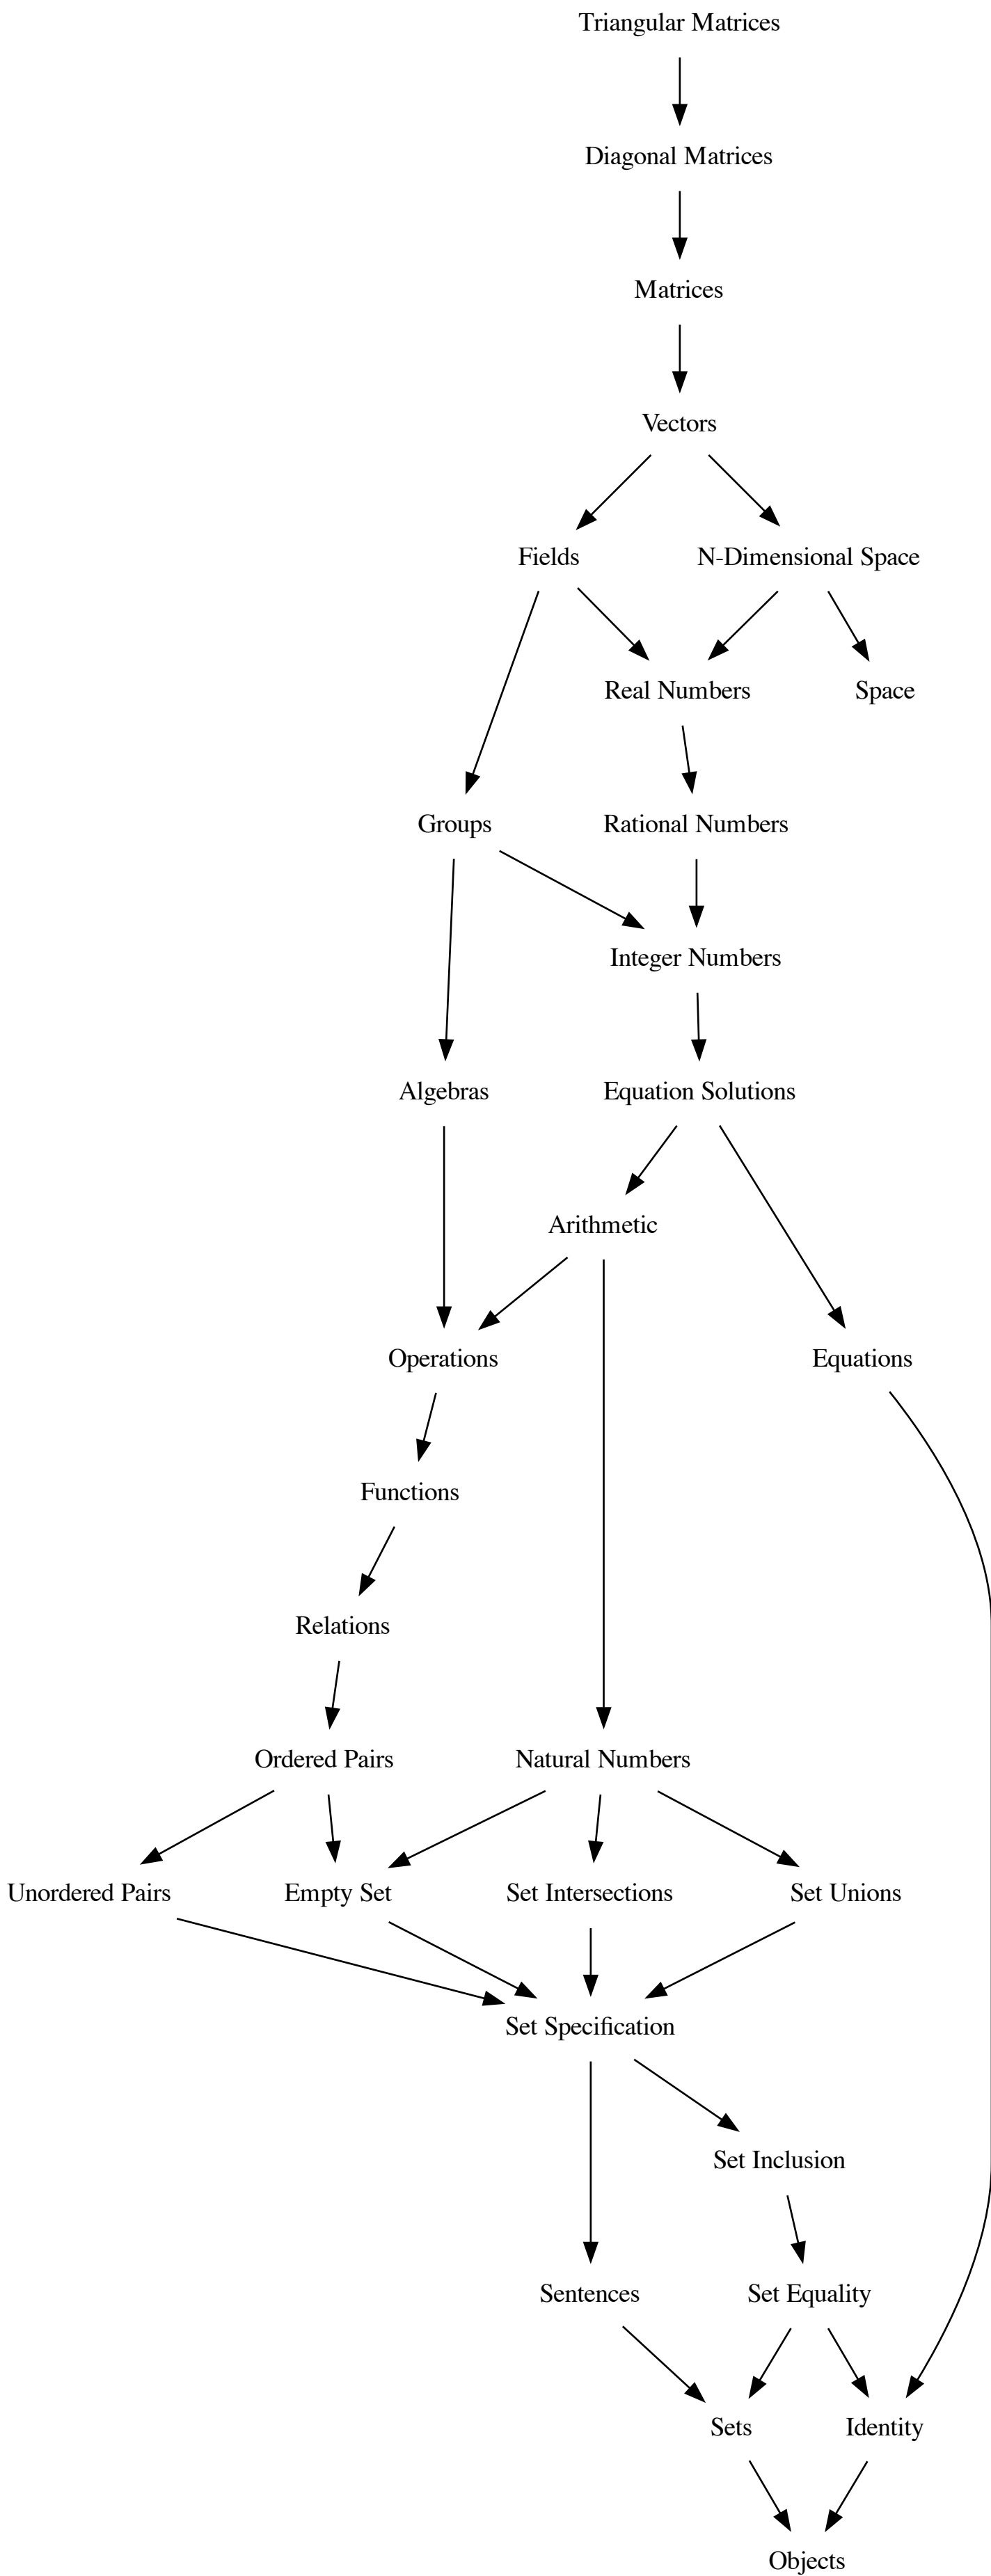 Triangular Matrices
Diagonal Matrices
Matrices
Vectors
Fields
N-Dimensional Space
Real Numbers
Space
Groups
Rational Numbers
Integer Numbers
Algebras
Equation Solutions
Arithmetic
Operations
Equations
Functions
Relations
Ordered Pairs
Natural Numbers
Unordered Pairs
Empty Set
Set Intersections
Set Unions
Set Specification
Set Inclusion
Sentences
Set Equality
Sets
Identity
Objects